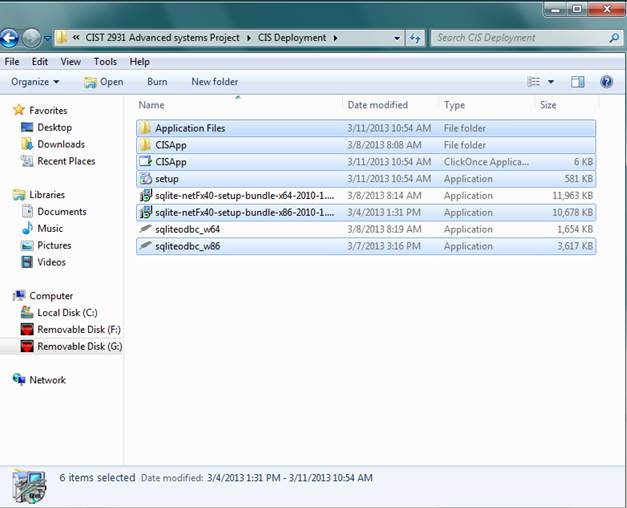 « CIST 2931 Advanced systems Project ▸ CIS Deployment ▸ Search CIS Deployment
File Edit View Tools Help
Organize ▾ Open Burn New folder
Name Date modified Type Size
Favorites
Desktop
Downloads
Recent Places
Libraries
Documents
Music
Pictures
Videos
Computer
Local Disk (C:)
Removable Disk (F:)
Removable Disk (G:)
Network
Application Files 3/11/2013 10:54 AM File folder
CISApp 3/8/2013 8:08 AM File folder
CISApp 3/11/2013 10:54 AM ClickOnce Applica... 6 KB
setup 3/11/2013 10:54 AM Application 581 KB
sqlite-netFx40-setup-bundle-x64-2010-1.... 3/8/2013 8:14 AM Application 11,963 KB
sqlite-netFx40-setup-bundle-x86-2010-1.... 3/4/2013 1:31 PM Application 10,678 KB
sqliteodbc_w64 3/8/2013 8:19 AM Application 1,654 KB
sqliteodbc_w86 3/7/2013 3:16 PM Application 3,617 KB
6 items selected Date modified: 3/4/2013 1:31 PM - 3/11/2013 10:54 AM